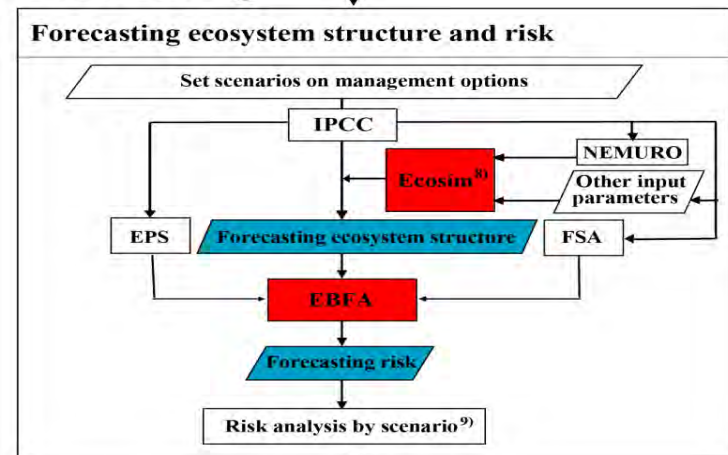 Forecasting ecosystem structure and risk
Set scenarios on management options
IPCC
NEMURO
Ecosim8)
Other input
parameters
EPS
Forecasting ecosystem structure
FSA
EBFA
Forecasting risk
Risk analysis by scenario9)